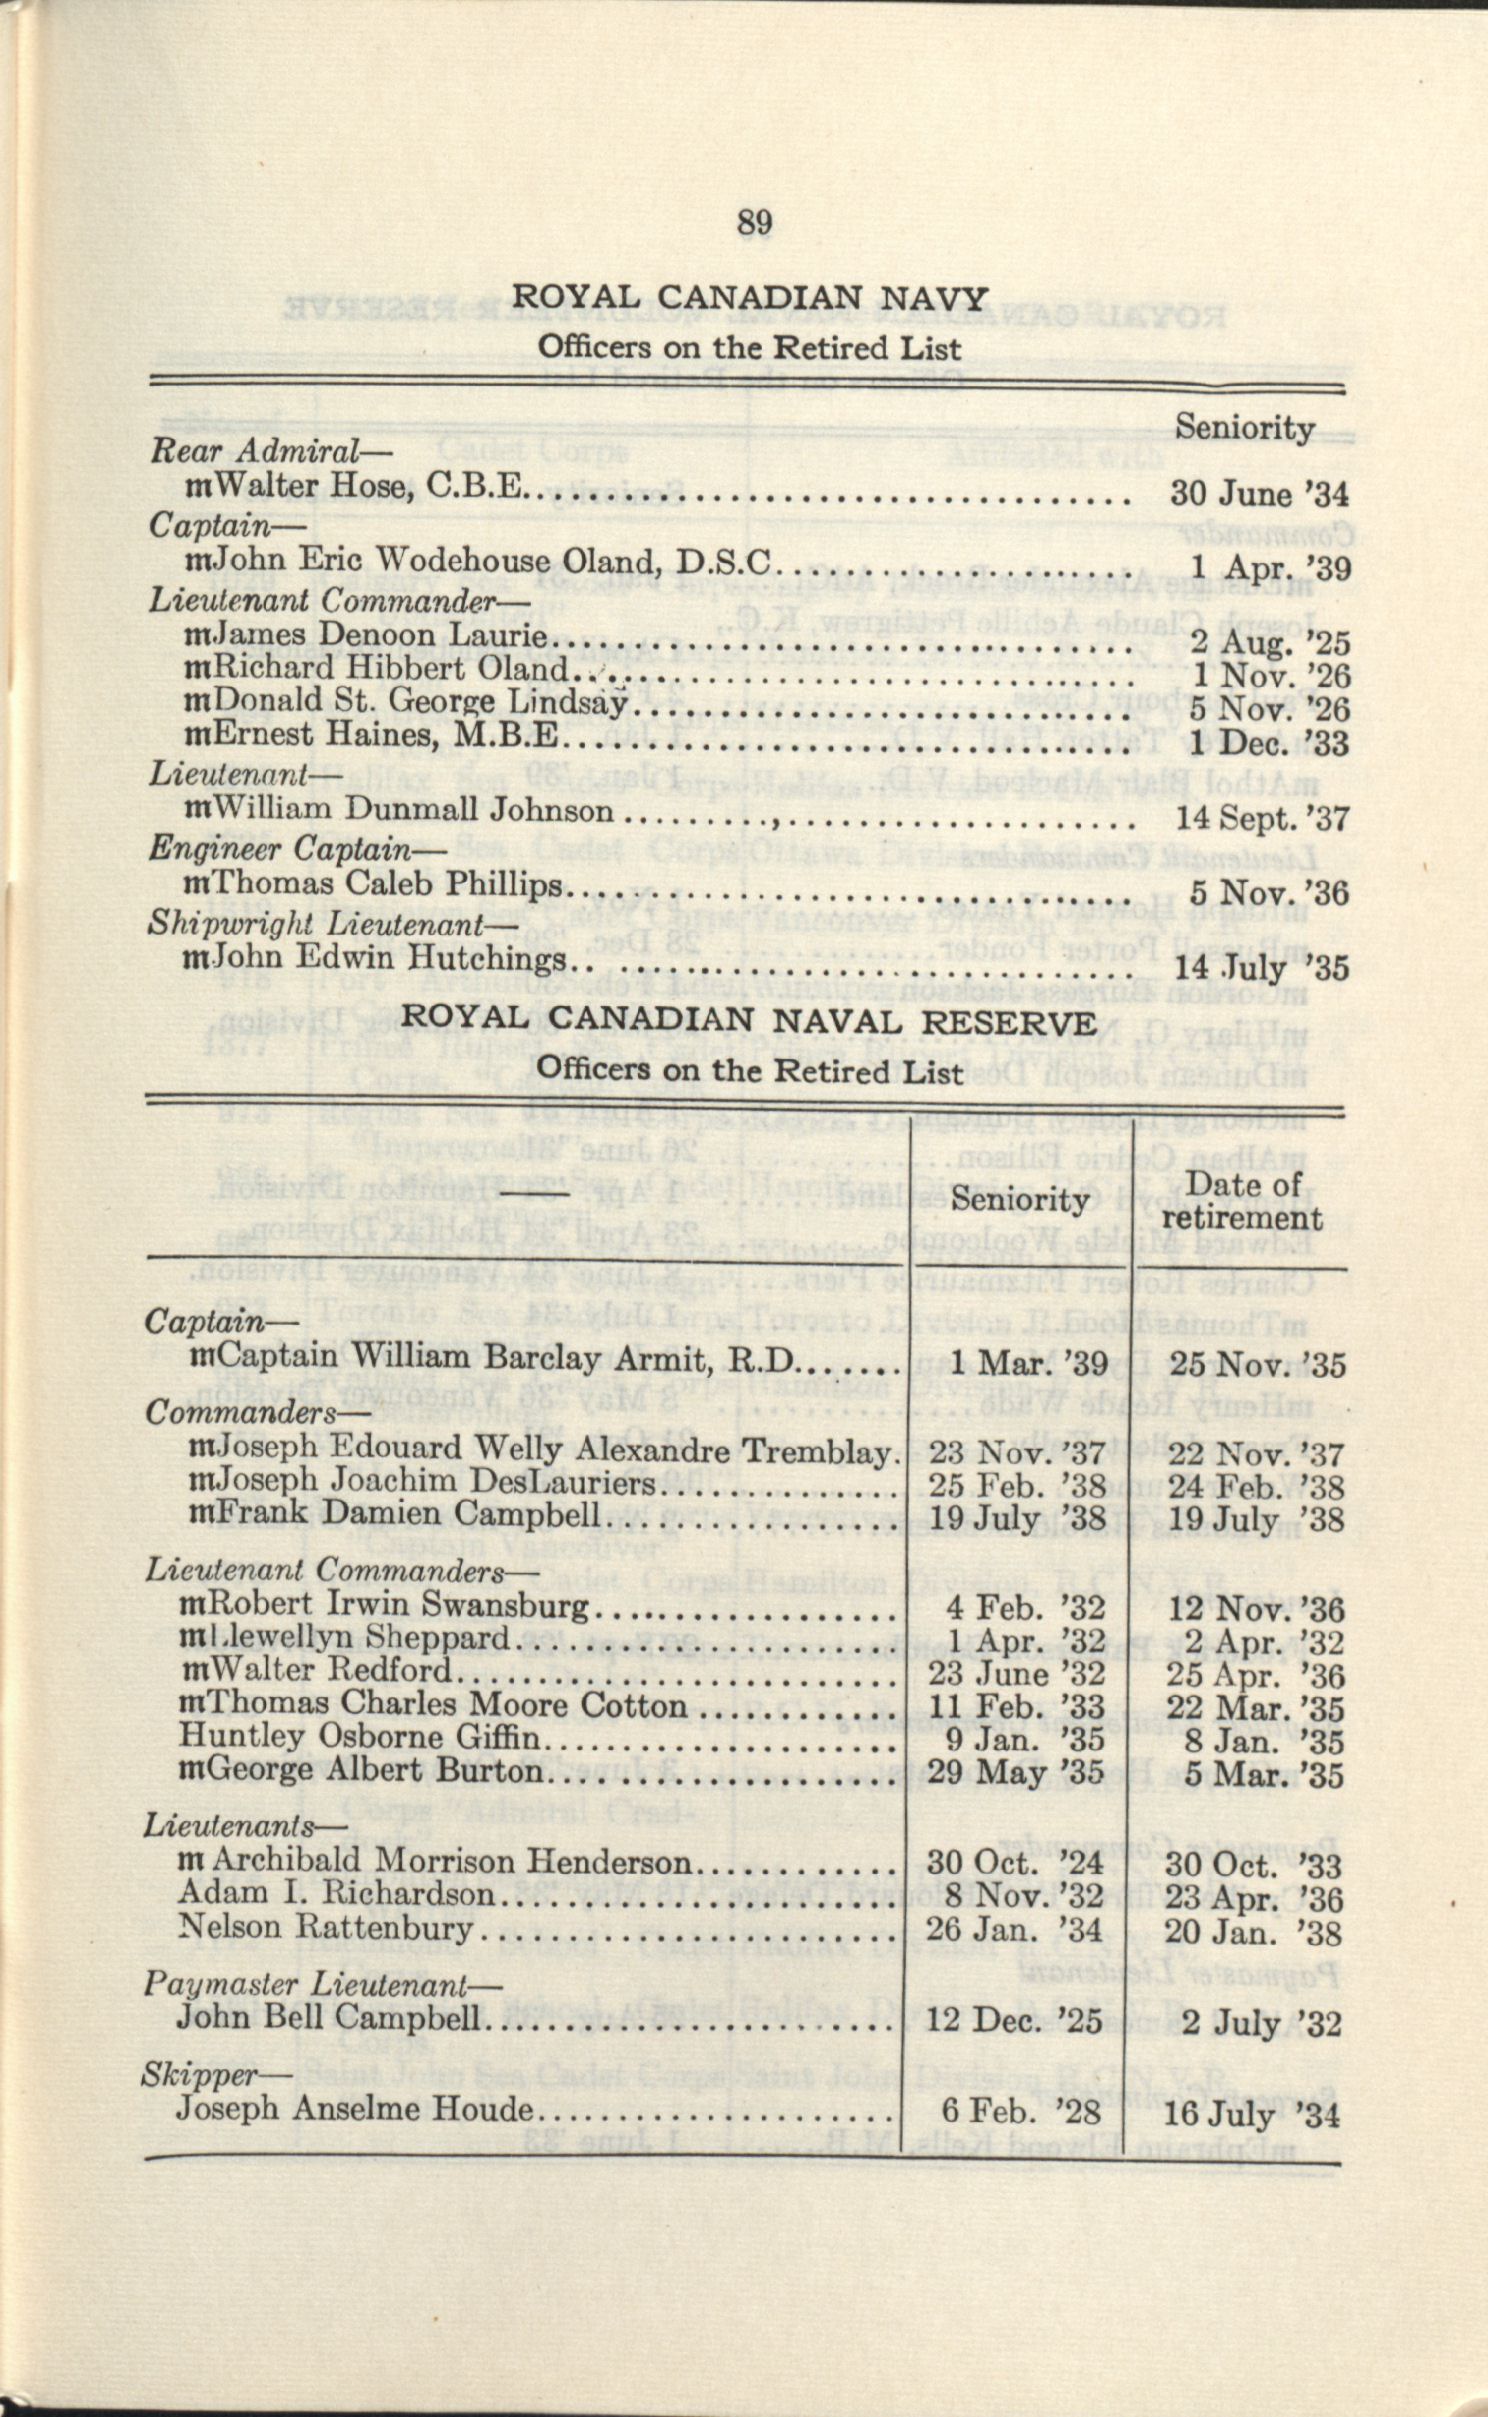 89
ROYAL CANADIAN NAVY
Officers on the Retired List
Seniority
Rear Admiral—
mWalter Hose, C.B.E. 30 June '34
Captain—
mJohn Eric Wodehouse Oland, D.S.C. 1 Apr. '39
Lieutenant Commander—
mJames Denoon Laurie 2 Aug. '25
mRichard Hibbert Oland 1 Nov. '26
mDonald St. George Lindsay 5 Nov. '26
mErnest Haines, M.B.E. 1 Dec. '33
Lieutenant—
mWilliam Dunmall Johnson 14 Sept. '37
Engineer Captain—
mThomas Caleb Phillips 5 Nov. '36
Shipwright Lieutenant—
mJohn Edwin Hutchings 14 July '35
ROYAL CANADIAN NAVAL RESERVE
Officers on the Retired List
— Seniority Date of retirement
Captain—
mCaptain William Barclay Armit, R.D. 1 Mar. '39 25 Nov. '35
Commanders—
mJoseph Edouard Welly Alexandre Tremblay. 23 Nov. '37 22 Nov. '37
mJoseph Joachim DesLauriers 25 Feb. '38 24 Feb. '38
mFrank Damien Campbell 19 July '38 19 July '38
Lieutenant Commanders—
mRobert Irwin Swansburg 4 Feb. '32 12 Nov. '36
mLlewellyn Sheppard 1 Apr. '32 2 Apr. '32
mWalter Redford 23 June '32 25 Apr. '36
mThomas Charles Moore Cotton 11 Feb. '33 22 Mar. '35
Huntley Osborne Giffin 9 Jan. '35 8 Jan. '35
mGeorge Albert Burton 29 May '35 5 Mar. '35
Lieutenants—
m Archibald Morrison Henderson 30 Oct. '24 30 Oct. '33
Adam I. Richardson 8 Nov. '32 23 Apr. '36
Nelson Rattenbury 26 Jan. '34 20 Jan. '38
Paymaster Lieutenant—
John Bell Campbell 12 Dec. '25 2 July '32
Skipper—
Joseph Anselme Houde 6 Feb. '28 16 July '34